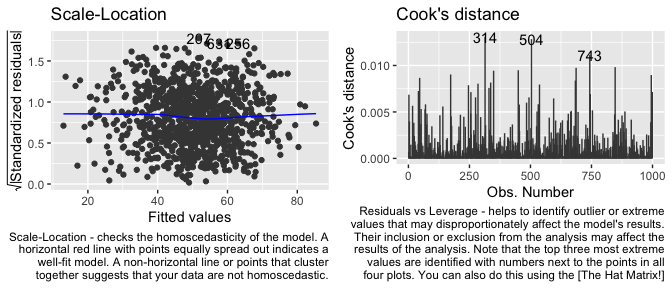 Scale-Location
√|Standardized residuals|
1.5
1.0
0.5
0.0
20
40
60
80
Fitted values
Scale-Location - checks the homoscedasticity of the model. A
horizontal red line with points equally spread out indicates a
well-fit model. A non-horizontal line or points that cluster
together suggests that your data are not homoscedastic.
Cook's distance
314
504
743
Cook's distance
0.010
0.005
0.000
0
250
500
750
1000
Obs. Number
Residuals vs Leverage - helps to identify outlier or extreme
values that may disproportionately affect the model's results.
Their inclusion or exclusion from the analysis may affect the
results of the analysis. Note that the top three most extreme
values are identified with numbers next to the points in all
four plots. You can also do this using the [The Hat Matrix!]